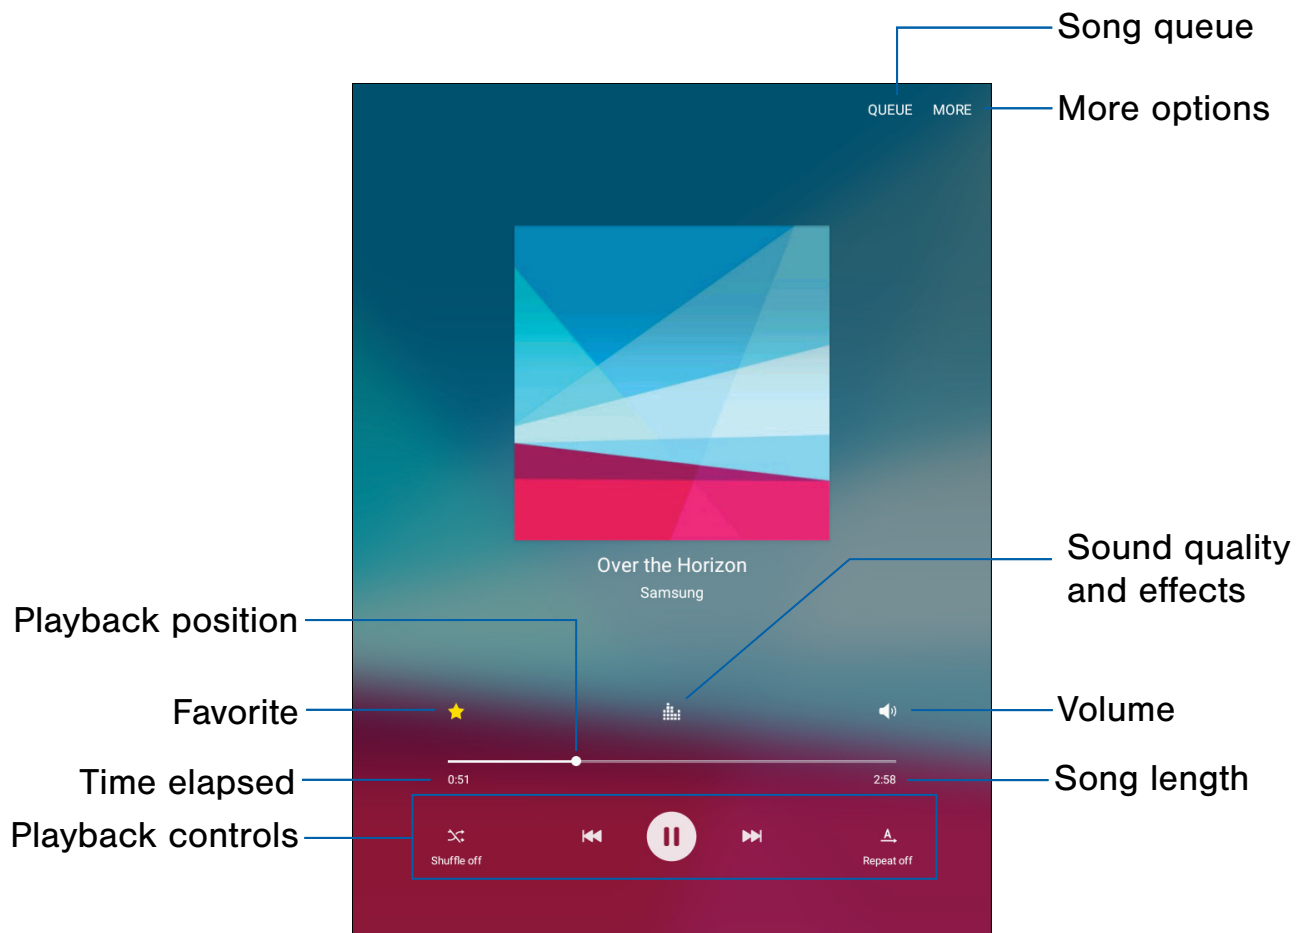 Song queue
QUEUE MORE
More options
Over the Horizon
Samsung
Sound quality
and effects
Playback position
Favorite
Volume
Time elapsed
0:51
2:58
Song length
Playback controls
Shuffle off
A
Repeat off